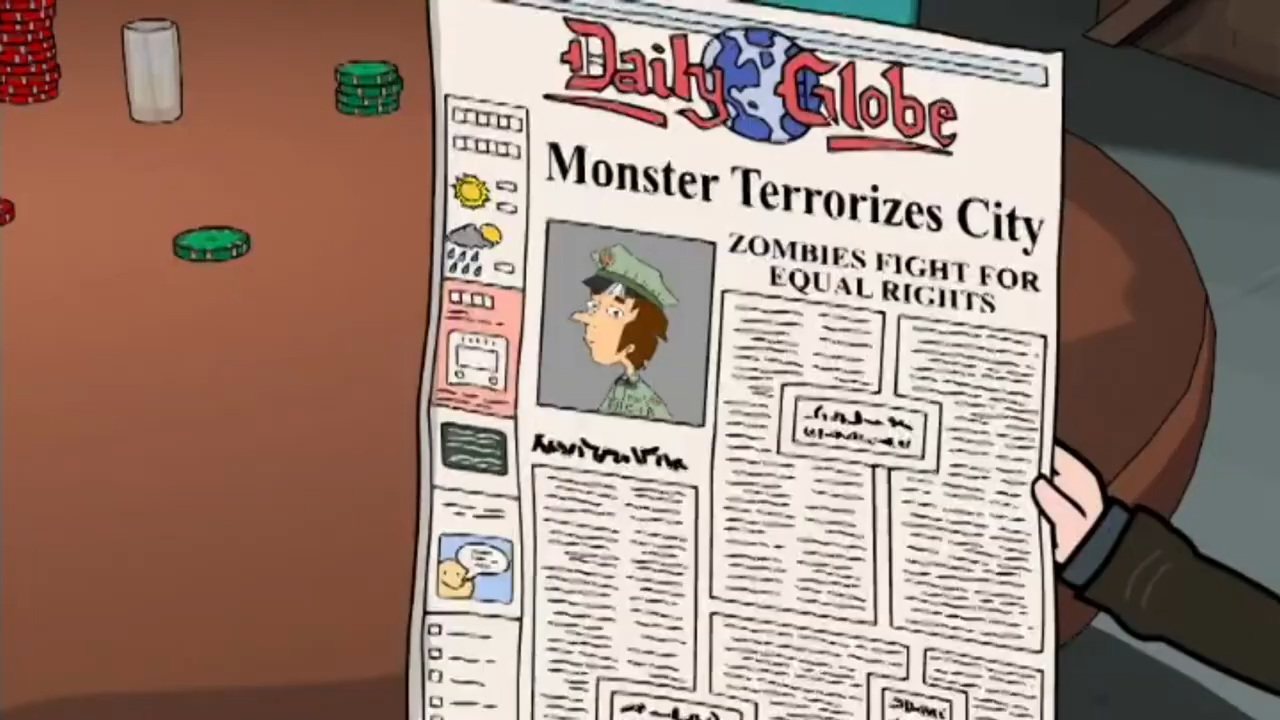 Daily Globe
Monster Terrorizes City
ZOMBIES FIGHT FOR
EQUAL RIGHTS